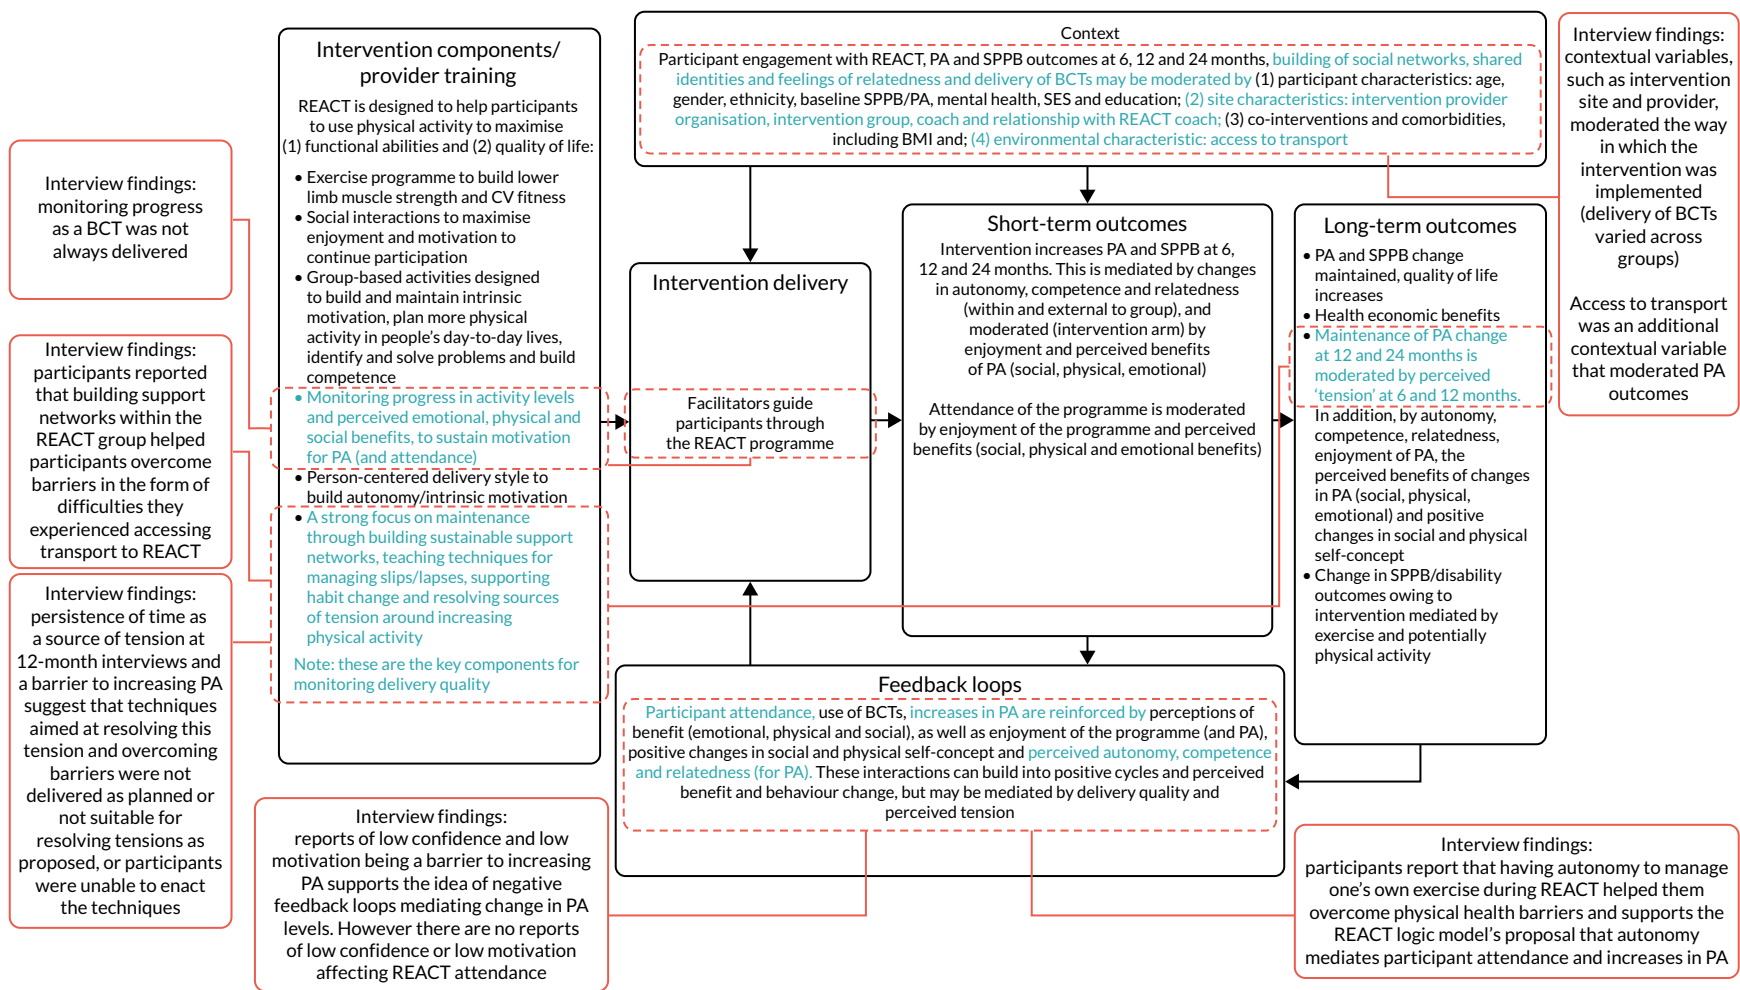 Interview findings:
monitoring progress
as a BCT was not
always delivered
Interview findings:
participants reported
that building support
networks within the
REACT group helped
participants overcome
barriers in the form of
difficulties they
experienced accessing
transport to REACT
Interview findings:
persistence of time as
a source of tension at
12-month interviews and
a barrier to increasing PA
suggest that techniques
aimed at resolving this
tension and overcoming
barriers were not
delivered as planned or
not suitable for
resolving tensions as
proposed, or participants
were unable to enact
the techniques
Intervention components/
provider training
REACT is designed to help participants
to use physical activity to maximise
(1) functional abilities and (2) quality of life:
• Exercise programme to build lower
limb muscle strength and CV fitness
• Social interactions to maximise
enjoyment and motivation to
continue participation
• Group-based activities designed
to build and maintain intrinsic
motivation, plan more physical
activity in people's day-to-day lives,
identify and solve problems and build
competence
• Monitoring progress in activity levels
and perceived emotional, physical and
social benefits, to sustain motivation
for PA (and attendance)
• Person-centered delivery style to
build autonomy/intrinsic motivation
• A strong focus on maintenance
through building sustainable support
networks, teaching techniques for
managing slips/lapses, supporting
habit change and resolving sources
of tension around increasing
physical activity
Note: these are the key components for
monitoring delivery quality
Context
Participant engagement with REACT, PA and SPPB outcomes at 6, 12 and 24 months, building of social networks, shared
identities and feelings of relatedness and delivery of BCTs may be moderated by (1) participant characteristics: age,
gender, ethnicity, baseline SPPB/PA, mental health, SES and education; (2) site characteristics: intervention provider
organisation, intervention group, coach and relationship with REACT coach; (3) co-interventions and comorbidities,
including BMI and; (4) environmental characteristic: access to transport
Intervention delivery
Facilitators guide
participants through
the REACT programme
Short-term outcomes
Intervention increases PA and SPPB at 6,
12 and 24 months. This is mediated by changes
in autonomy, competence and relatedness
(within and external to group), and
moderated (intervention arm) by
enjoyment and perceived benefits
of PA (social, physical, emotional)
Attendance of the programme is moderated
by enjoyment of the programme and perceived
benefits (social, physical and emotional benefits)
Long-term outcomes
• PA and SPPB change
maintained, quality of life
increases
• Health economic benefits
• Maintenance of PA change
at 12 and 24 months is
moderated by perceived
'tension' at 6 and 12 months.
In addition, by autonomy,
competence, relatedness,
enjoyment of PA, the
perceived benefits of changes
in PA (social, physical,
emotional) and positive
changes in social and physical
self-concept
• Change in SPPB/disability
outcomes owing to
intervention mediated by
exercise and potentially
physical activity
Interview findings:
contextual variables,
such as intervention
site and provider,
moderated the way
in which the
intervention was
implemented
(delivery of BCTs
varied across
groups)
Access to transport
was an additional
contextual variable
that moderated PA
outcomes
Feedback loops
Participant attendance, use of BCTs, increases in PA are reinforced by perceptions of
benefit (emotional, physical and social), as well as enjoyment of the programme (and PA),
positive changes in social and physical self-concept and perceived autonomy, competence
and relatedness (for PA). These interactions can build into positive cycles and perceived
benefit and behaviour change, but may be mediated by delivery quality and
perceived tension
Interview findings:
reports of low confidence and low
motivation being a barrier to increasing
PA supports the idea of negative
feedback loops mediating change in PA
levels. However there are no reports
of low confidence or low motivation
affecting REACT attendance
Interview findings:
participants report that having autonomy to manage
one's own exercise during REACT helped them
overcome physical health barriers and supports the
REACT logic model's proposal that autonomy
mediates participant attendance and increases in PA